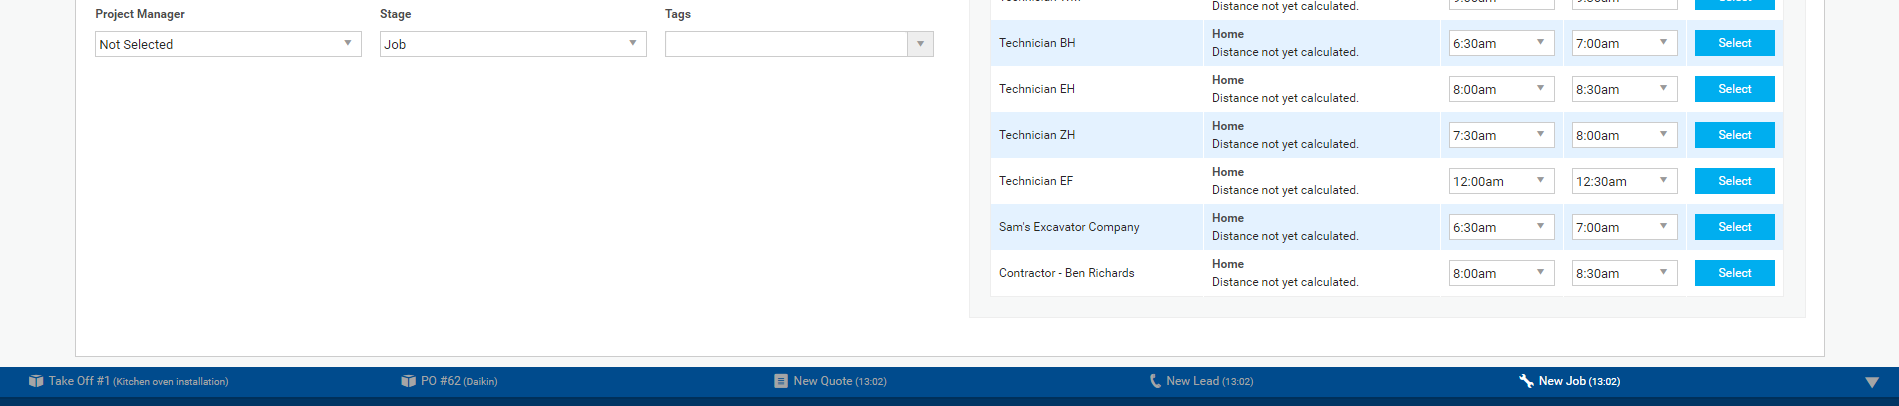 Project Manager Stage Tags
Not Selected Job
Distance not yet calculated. Select
Technician BH Home 6:30am 7:00am Select
Distance not yet calculated.
Technician EH Home 8:00am 8:30am Select
Distance not yet calculated.
Technician ZH Home 7:30am 8:00am Select
Distance not yet calculated.
Technician EF Home 12:00am 12:30am Select
Distance not yet calculated.
Sam's Excavator Company Home 6:30am 7:00am Select
Distance not yet calculated.
Contractor - Ben Richards Home 8:00am 8:30am Select
Distance not yet calculated.
Take Off #1 (Kitchen oven installation) PO #62 (Daikin) New Quote (13:02) New Lead (13:02) New Job (13:02)